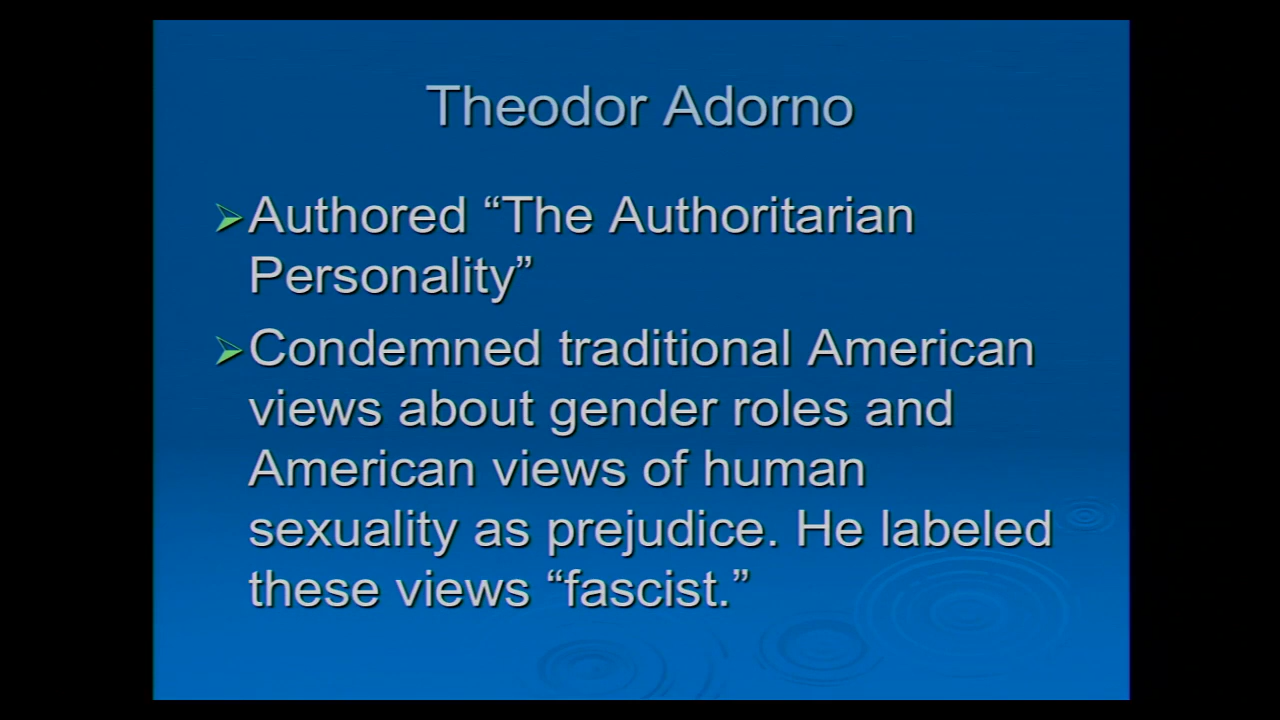 Theodor Adorno
Authored “The Authoritarian
Personality”
Condemned traditional American
views about gender roles and
American views of human
sexuality as prejudice. He labeled
these views “fascist.”